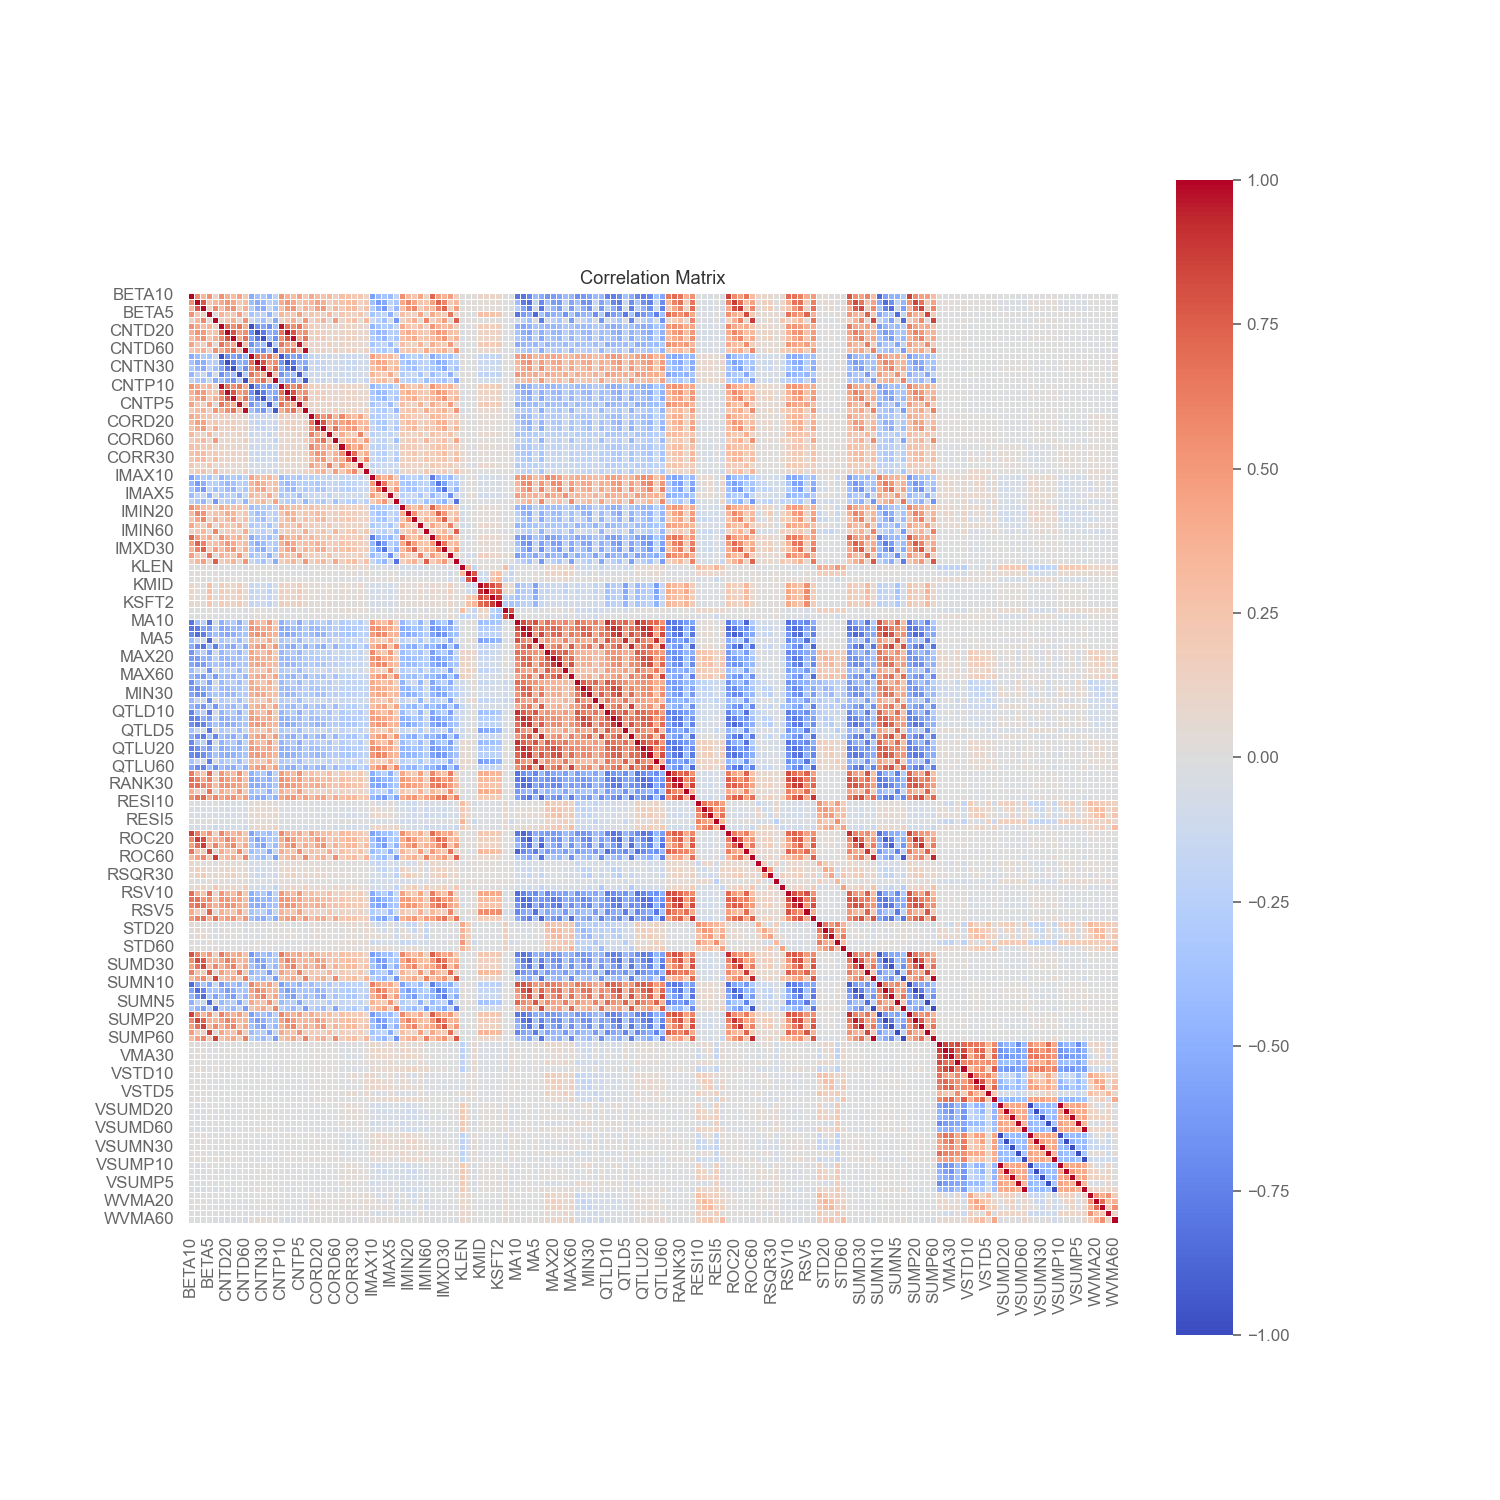 Correlation Matrix
BETA10
BETA5
CNTD20
CNTD60
CNTN30
CNTP10
CNTP5
CORD20
CORD60
CORR30
IMAX10
IMAX5
IMIN20
IMIN60
IMXD30
KLEN
KMID
KSFT2
MA10
MA5
MAX20
MAX60
MIN30
QTLD10
QTLD5
QTLU20
QTLU60
RANK30
RESI10
RESI5
ROC20
ROC60
RSQR30
RSV10
RSV5
STD20
STD60
SUMD30
SUMN10
SUMN5
SUMP20
SUMP60
VMA30
VSTD10
VSTD5
VSUMD20
VSUMD60
VSUMN30
VSUMP10
VSUMP5
WVMA20
WVMA60
BETA10
BETA5
CNTD20
CNTD60
CNTN30
CNTP10
CNTP5
CORD20
CORD60
CORR30
IMAX10
IMAX5
IMIN20
IMIN60
IMXD30
KLEN
KMID
KSFT2
MA10
MA5
MAX20
MAX60
MIN30
QTLD10
QTLD5
QTLU20
QTLU60
RANK30
RESI10
RESI5
ROC20
ROC60
RSQR30
RSV10
RSV5
STD20
STD60
SUMD30
SUMN10
SUMN5
SUMP20
SUMP60
VMA30
VSTD10
VSTD5
VSUMD20
VSUMD60
VSUMN30
VSUMP10
VSUMP5
WVMA20
WVMA60
1.00
0.75
0.50
0.25
0.00
−0.25
−0.50
−0.75
−1.00